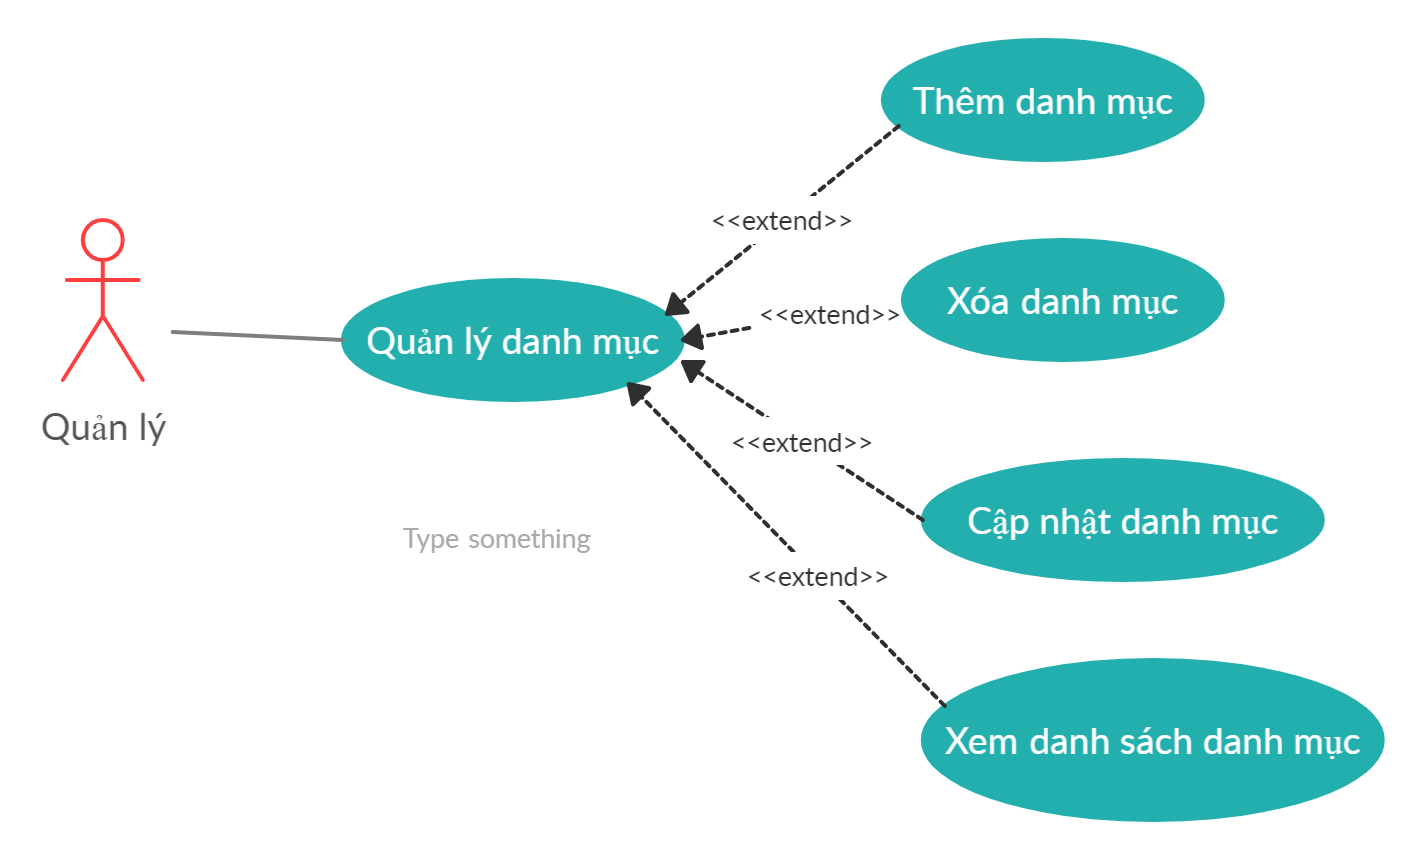 Thêm danh mục
<<extend>>
Xóa danh mục
<<extend>>
Quản lý danh mục
Quản lý
<<extend>>
Cập nhật danh mục
Type something
<<extend>>
Xem danh sách danh mục